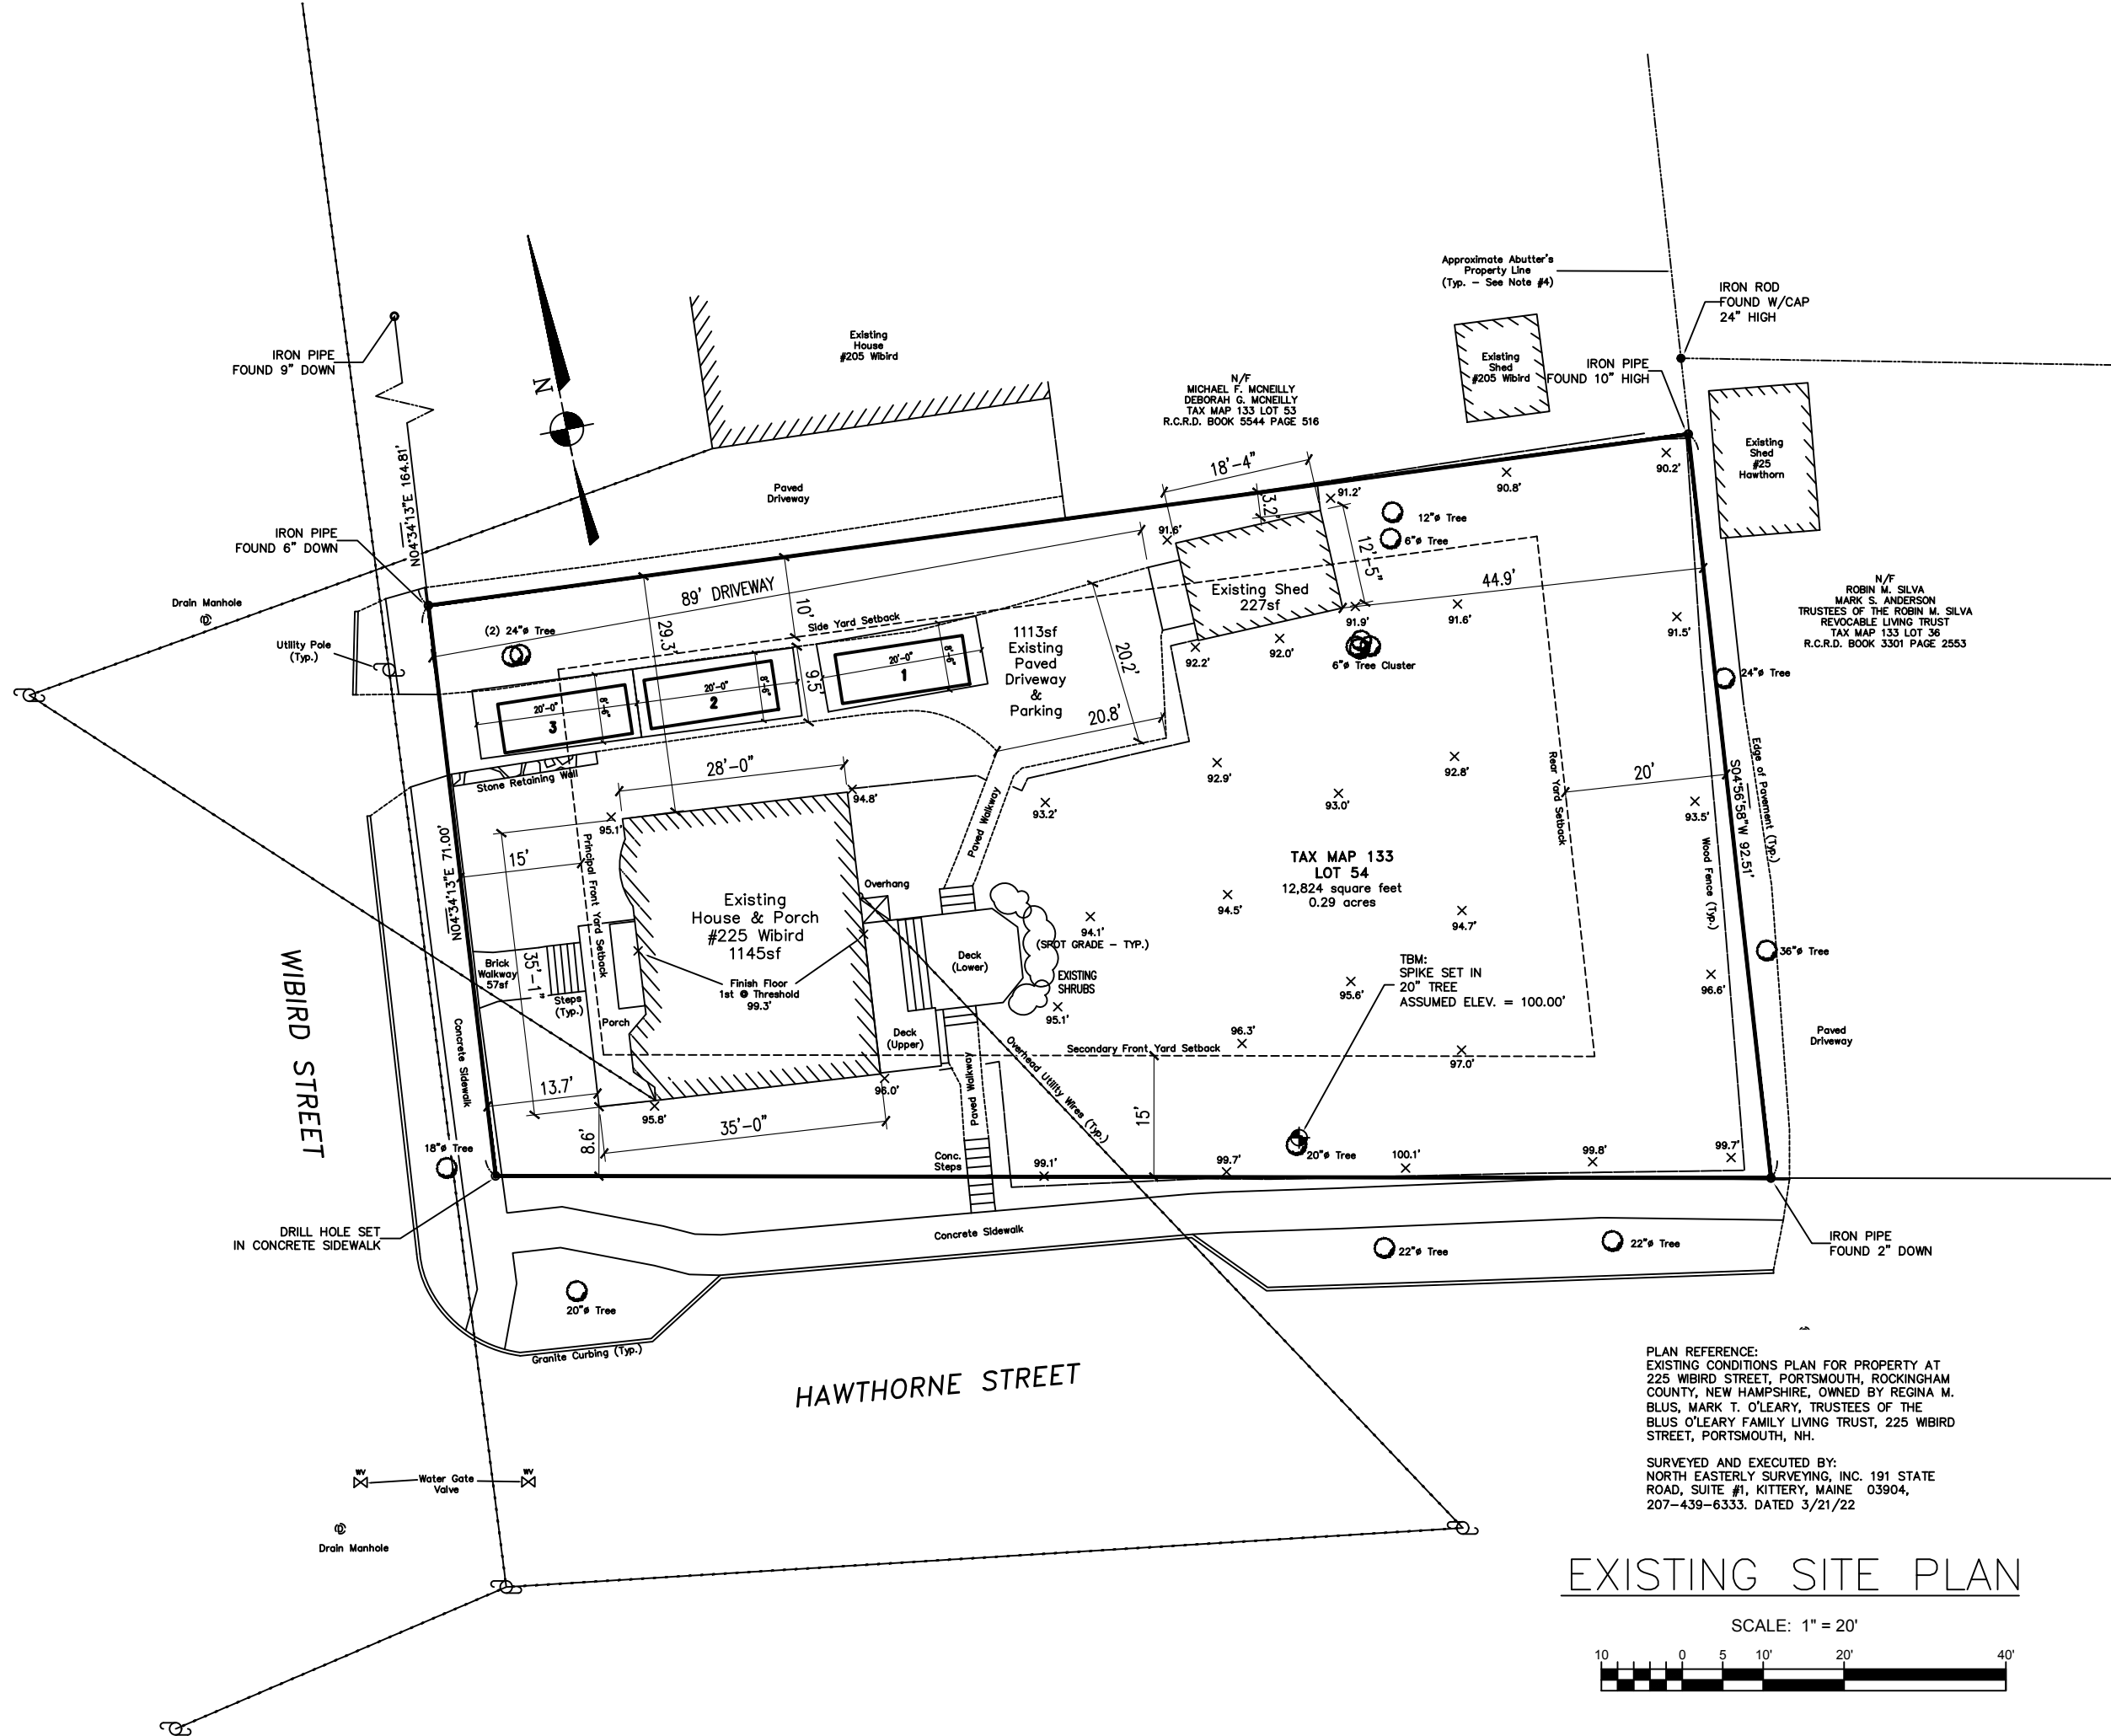 Approximate Abutter's
Property Line
(Typ. - See Note #4)
IRON ROD
FOUND W/CAP
24" HIGH
IRON PIPE
FOUND 9" DOWN
Existing
House
#205 Wibird
N
N/F
MICHAEL F. MCNEILLY
DEBORAH G. MCNEILLY
TAX MAP 133 LOT 53
R.C.R.D. BOOK 5544 PAGE 516
Existing
Shed
#205 Wibird
IRON PIPE
FOUND 10" HIGH
Existing
Shed
#25
Hawthorn
N04°34'13"E 164.81'
Paved
Driveway
18'-4"
3.2'
91.2'
90.8'
90.2'
IRON PIPE
FOUND 6" DOWN
91.6'
12"ø Tree
6"ø Tree
12'-5"
44.9'
Drain Manhole
89' DRIVEWAY
10'
29.3'
Side Yard Setback
Existing Shed
227sf
91.9'
91.6'
91.5'
N/F
ROBIN M. SILVA
MARK S. ANDERSON
TRUSTEES OF THE ROBIN M. SILVA
REVOCABLE LIVING TRUST
TAX MAP 133 LOT 36
R.C.R.D. BOOK 3301 PAGE 2553
(2) 24"ø Tree
Utility Pole
(Typ.)
1113sf
Existing
Paved
Driveway
&
Parking
20.2'
92.2'
92.0'
6"ø Tree Cluster
24"ø Tree
20'-0"
8'-6"
1
20'-0"
8'-6"
2
20'-0"
8'-6"
3
9.5'
20.8'
Stone Retaining Wall
28'-0"
94.8'
95.1'
92.9'
92.8'
93.0'
93.2'
93.5'
20'
Rear Yard Setback
Edge of Pavement (Typ.)
S04°56'58"W 92.51'
Wood Fence (Typ.)
N04°34'13"E 71.00'
15'
Principal Front Yard Setback
Paved Walkway
TAX MAP 133
LOT 54
12,824 square feet
0.29 acres
Overhang
Existing
House & Porch
#225 Wibird
1145sf
94.5'
94.7'
94.1'
(SPOT GRADE - TYP.)
36"ø Tree
WIBIRD STREET
Brick
Walkway
57sf
35'-1"
Steps
(Typ.)
Finish Floor
1st @ Threshold
99.3'
Deck
(Lower)
EXISTING
SHRUBS
TBM:
SPIKE SET IN
20" TREE
ASSUMED ELEV. = 100.00'
95.6'
96.6'
95.1'
Porch
Deck
(Upper)
96.3'
Secondary Front Yard Setback
97.0'
Paved
Driveway
Concrete Sidewalk
13.7'
95.8'
96.0'
35'-0"
9.8'
Paved Walkway
Overhead Utility Wires (Typ.)
15'
18"ø Tree
Conc.
Steps
99.1'
99.7'
20"ø Tree
100.1'
99.8'
99.7'
DRILL HOLE SET
IN CONCRETE SIDEWALK
Concrete Sidewalk
22"ø Tree
22"ø Tree
IRON PIPE
FOUND 2" DOWN
20"ø Tree
Granite Curbing (Typ.)
HAWTHORNE STREET
PLAN REFERENCE:
EXISTING CONDITIONS PLAN FOR PROPERTY AT
225 WIBIRD STREET, PORTSMOUTH, ROCKINGHAM
COUNTY, NEW HAMPSHIRE, OWNED BY REGINA M.
BLUS, MARK T. O'LEARY, TRUSTEES OF THE
BLUS O'LEARY FAMILY LIVING TRUST, 225 WIBIRD
STREET, PORTSMOUTH, NH.
SURVEYED AND EXECUTED BY:
NORTH EASTERLY SURVEYING, INC. 191 STATE
ROAD, SUITE #1, KITTERY, MAINE 03904,
207-439-6333. DATED 3/21/22
WV
WV
Water Gate
Valve
Drain Manhole
EXISTING SITE PLAN
SCALE: 1" = 20'
10 0 5 10' 20' 40'